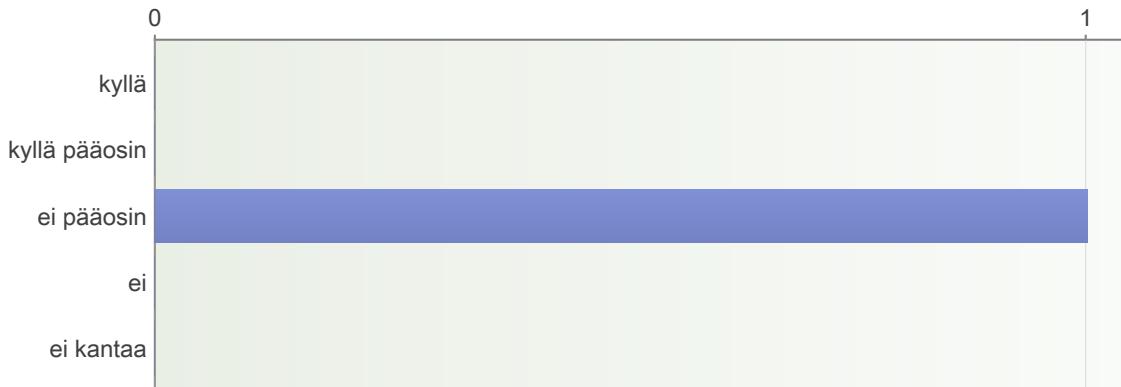 0 1
kyllä
kyllä pääosin
ei pääosin
ei
ei kantaa